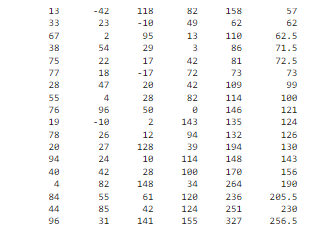 13 -42 118 82 158 57
33 23 -10 49 62 62
67 2 95 13 110 62.5
38 54 29 3 86 71.5
75 22 17 42 81 72.5
77 18 -17 72 73 73
28 47 20 42 109 99
55 4 28 82 114 100
76 96 50 0 146 121
19 -10 2 143 135 124
78 26 12 94 132 126
20 27 128 39 194 130
94 24 10 114 148 143
40 42 28 100 170 156
4 82 148 34 264 190
84 55 61 120 236 205.5
44 85 42 124 251 230
96 31 141 155 327 256.5